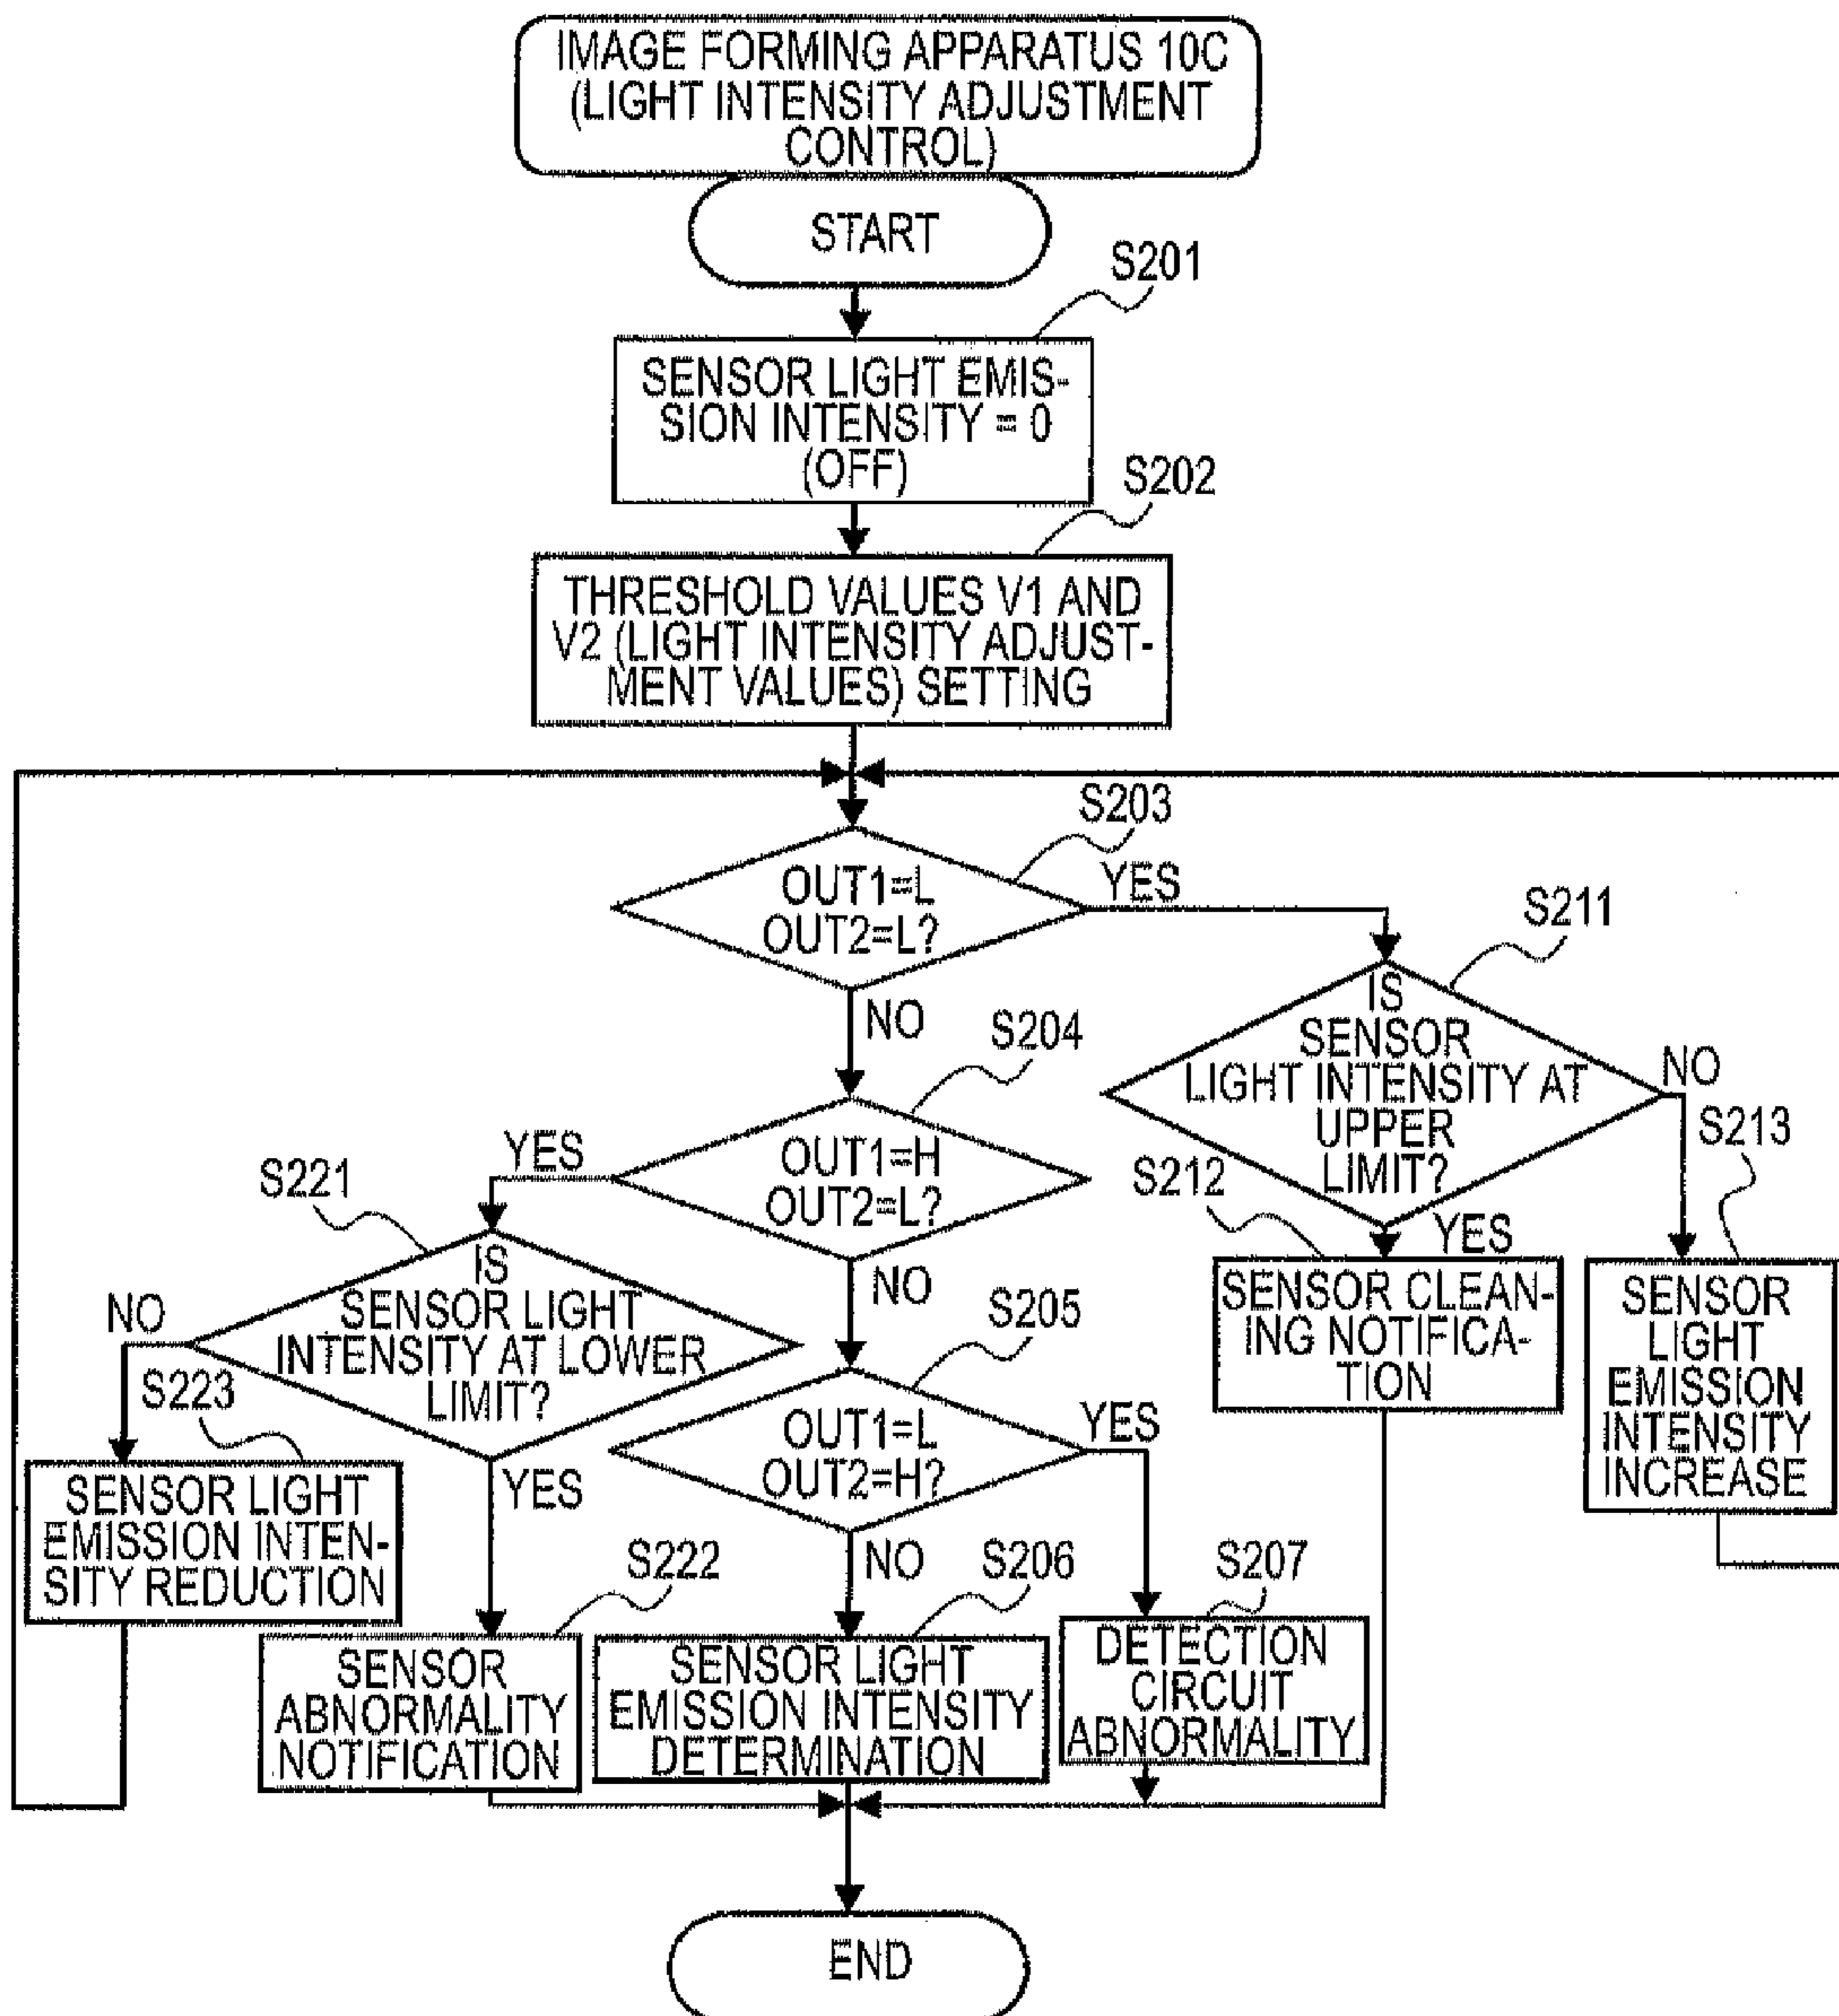 IMAGE FORMING APPARATUS 10C
(LIGHT INTENSITY ADJUSTMENT
CONTROL)
START
S201
SENSOR LIGHT EMIS-
SION INTENSITY = 0
(OFF)
S202
THRESHOLD VALUES V1 AND
V2 (LIGHT INTENSITY ADJUST-
MENT VALUES) SETTING
S203
OUT1=L
OUT2=L?
YES
NO
S211
IS
SENSOR
LIGHT INTENSITY AT
UPPER
LIMIT?
NO
YES
S204
OUT1=H
OUT2=L?
YES
NO
S212
SENSOR CLEAN-
ING NOTIFICA-
TION
S213
SENSOR
LIGHT
EMISSION
INTENSITY
INCREASE
S221
IS
SENSOR LIGHT
INTENSITY AT LOWER
LIMIT?
NO
YES
S223
SENSOR LIGHT
EMISSION INTEN-
SITY REDUCTION
S205
OUT1=L
OUT2=H?
YES
NO
S222
SENSOR
ABNORMALITY
NOTIFICATION
S206
SENSOR LIGHT
EMISSION INTENSITY
DETERMINATION
S207
DETECTION
CIRCUIT
ABNORMALITY
END